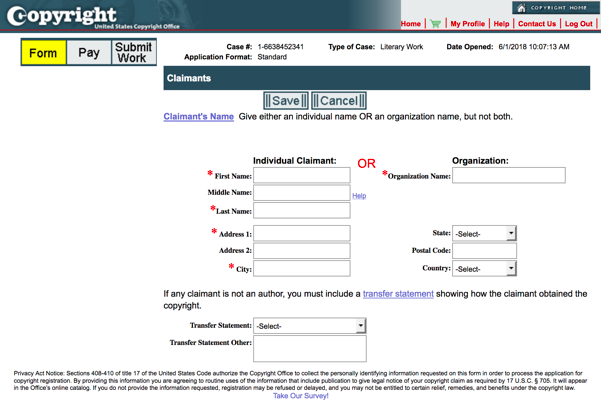 Copyright
United States Copyright Office
COPYRIGHT HOME
Home | | My Profile | Help | Contact Us | Log Out |
Form Pay Submit Work
Case #: 1-6638452341 Type of Case: Literary Work Date Opened: 6/1/2018 10:07:13 AM
Application Format: Standard
Claimants
||Save|| ||Cancel||
Claimant's Name Give either an individual name OR an organization name, but not both.
Individual Claimant: OR Organization:
* First Name: *Organization Name:
Middle Name: Help
*Last Name:
* Address 1: State: -Select-
Address 2: Postal Code:
* City: Country: -Select-
If any claimant is not an author, you must include a transfer statement showing how the claimant obtained the
copyright.
Transfer Statement: -Select-
Transfer Statement Other:
Privacy Act Notice: Sections 408-410 of title 17 of the United States Code authorize the Copyright Office to collect the personally identifying information requested on this form in order to process the application for
copyright registration. By providing this information you are agreeing to routine uses of the information that include publication to give legal notice of your copyright claim as required by 17 U.S.C. § 705. It will appear
in the Office's online catalog. If you do not provide the information requested, registration may be refused or delayed, and you may not be entitled to certain relief, remedies, and benefits under the copyright law.
Take Our Survey!